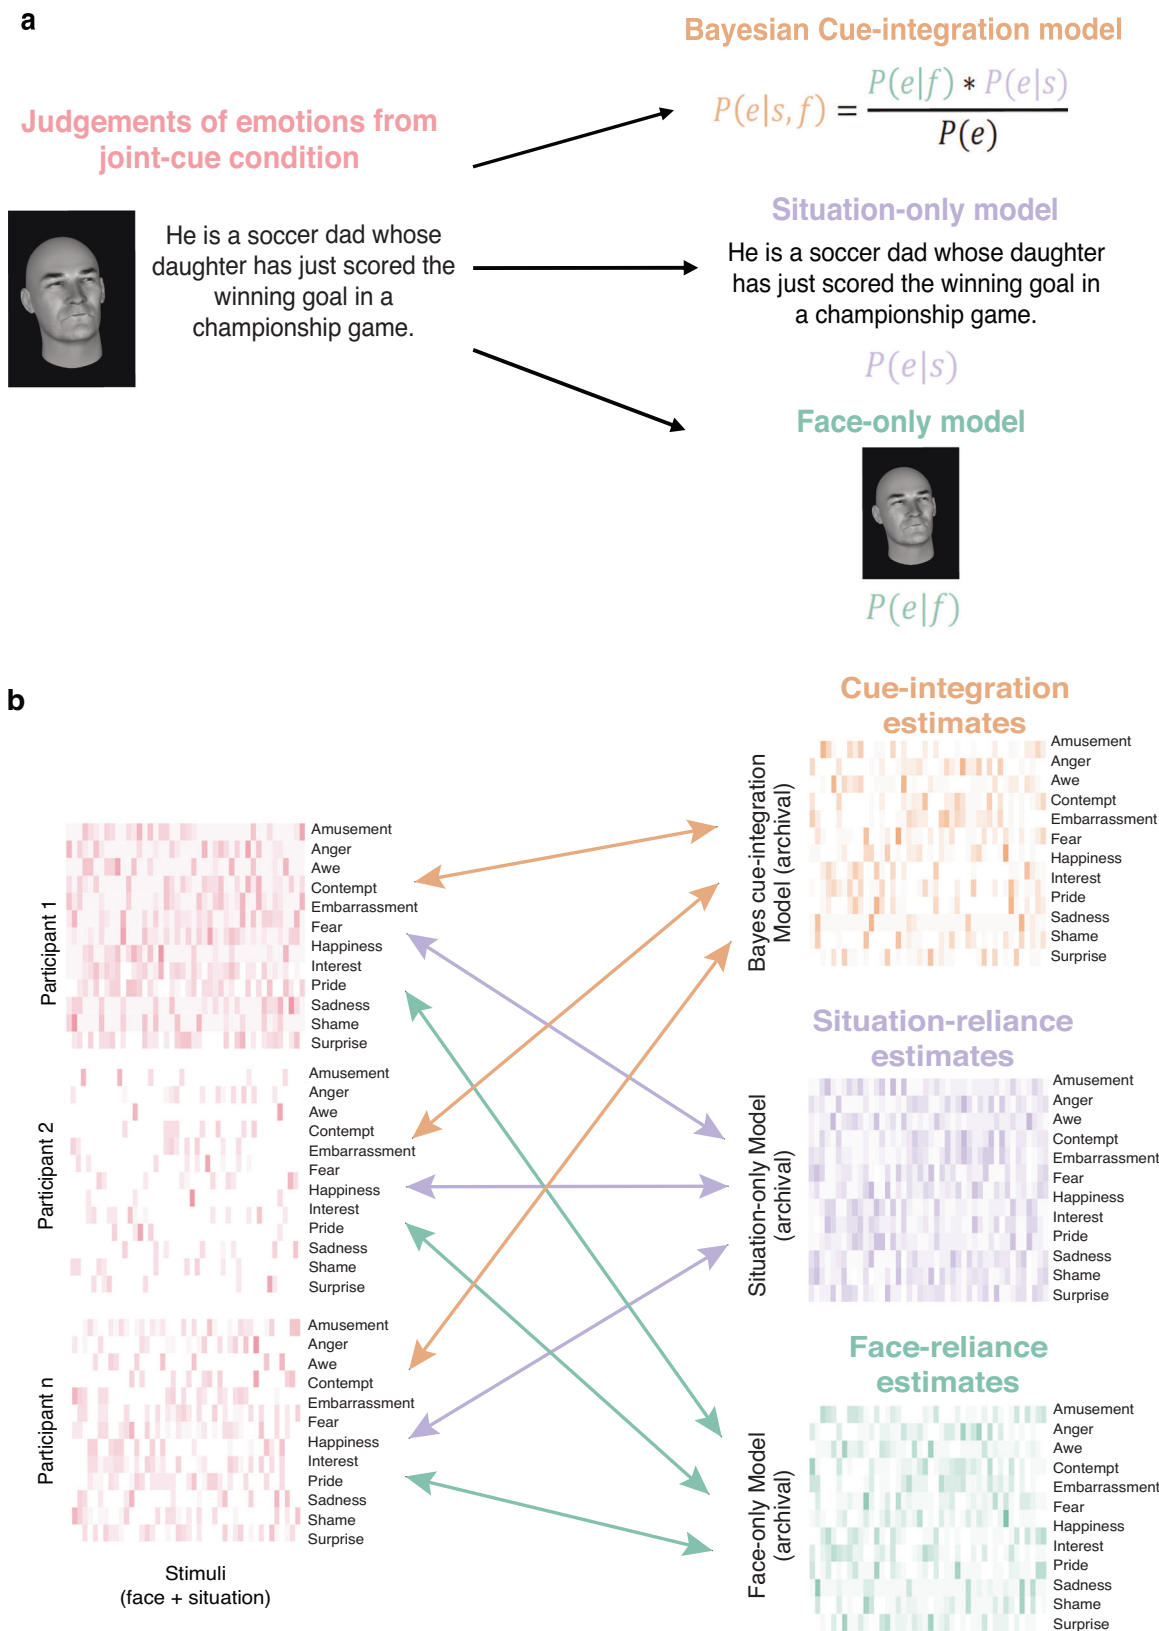 a
Judgements of emotions from
joint-cue condition
He is a soccer dad whose
daughter has just scored the
winning goal in a
championship game.
Bayesian Cue-integration model
P(e|s,f) = P(e|f) * P(e|s)
P(e)
Situation-only model
He is a soccer dad whose daughter
has just scored the winning goal in
a championship game.
P(e|s)
Face-only model
P(e|f)
b
Participant 1
Amusement
Anger
Awe
Contempt
Embarrassment
Fear
Happiness
Interest
Pride
Sadness
Shame
Surprise
Participant 2
Amusement
Anger
Awe
Contempt
Embarrassment
Fear
Happiness
Interest
Pride
Sadness
Shame
Surprise
Participant n
Amusement
Anger
Awe
Contempt
Embarrassment
Fear
Happiness
Interest
Pride
Sadness
Shame
Surprise
Stimuli
(face + situation)
Cue-integration
estimates
Bayes cue-integration
Model (archival)
Amusement
Anger
Awe
Contempt
Embarrassment
Fear
Happiness
Interest
Pride
Sadness
Shame
Surprise
Situation-reliance
estimates
Situation-only Model
(archival)
Amusement
Anger
Awe
Contempt
Embarrassment
Fear
Happiness
Interest
Pride
Sadness
Shame
Surprise
Face-reliance
estimates
Face-only Model
(archival)
Amusement
Anger
Awe
Contempt
Embarrassment
Fear
Happiness
Interest
Pride
Sadness
Shame
Surprise